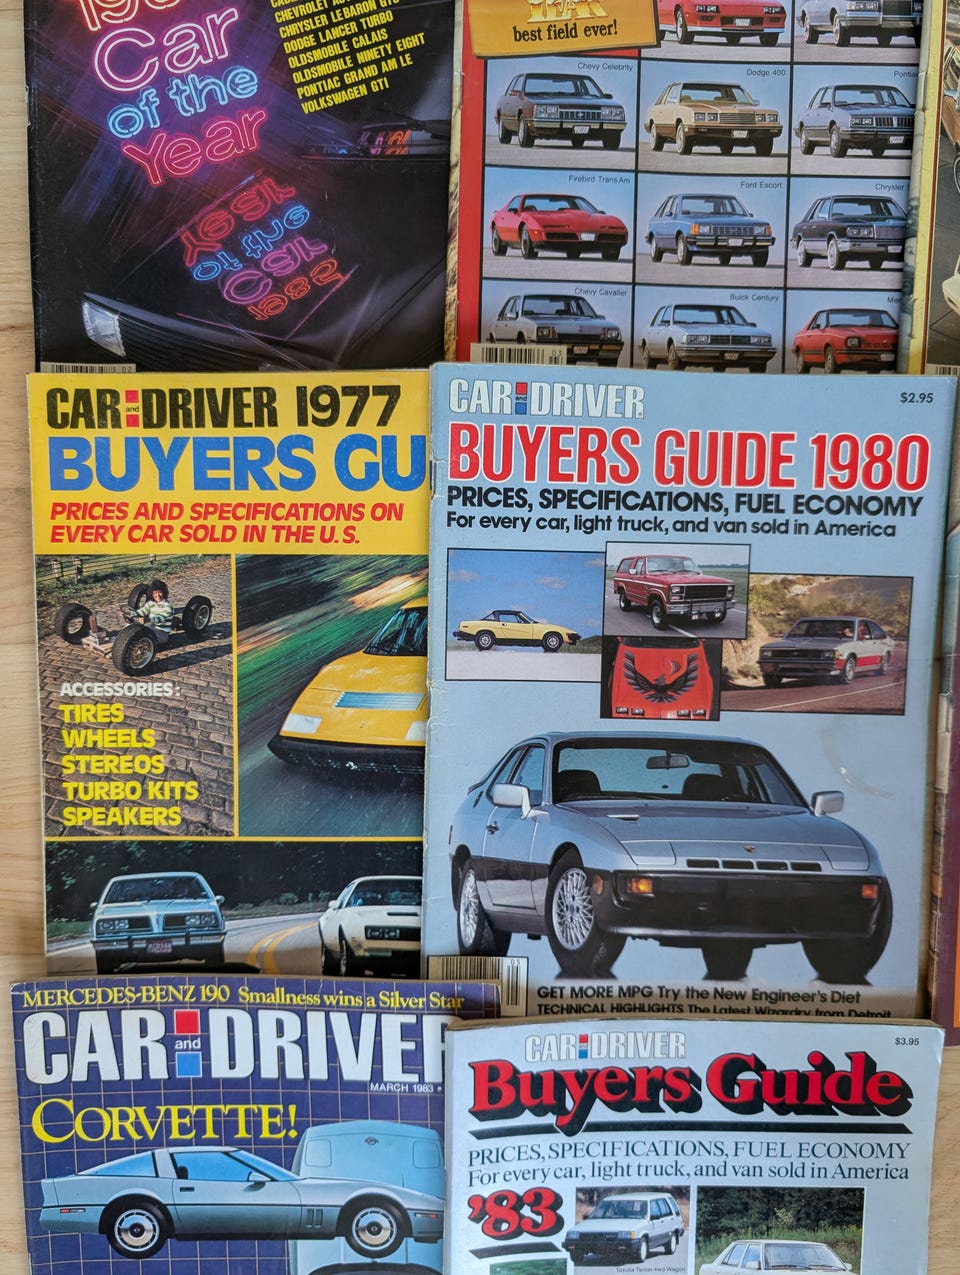 Car
of the
Year
CHRYSLER LEBARON GTS
DODGE LANCER TURBO
OLDSMOBILE CALAIS
OLDSMOBILE NINETY EIGHT
PONTIAC GRAND AM LE
VOLKSWAGEN GTI
02
best field ever!
Chevy Celebrity
Dodge 400
Firebird Trans Am
Ford Escort
Chrysler
Chevy Cavalier
Buick Century
03
CAR and DRIVER 1977
BUYERS GU
PRICES AND SPECIFICATIONS ON
EVERY CAR SOLD IN THE U.S.
ACCESSORIES:
TIRES
WHEELS
STEREOS
TURBO KITS
SPEAKERS
CAR and DRIVER
$2.95
BUYERS GUIDE 1980
PRICES, SPECIFICATIONS, FUEL ECONOMY
For every car, light truck, and van sold in America
GET MORE MPG Try the New Engineer's Diet
TECHNICAL HIGHLIGHTS The Latest Wizardry from Detroit
MERCEDES-BENZ 190 Smallness wins a Silver Star
CAR and DRIVER
MARCH 1983 •
CORVETTE!
CAR and DRIVER
$3.95
Buyers Guide
PRICES, SPECIFICATIONS, FUEL ECONOMY
For every car, light truck, and van sold in America
'83
Toyota Tercel 4wd Wagon